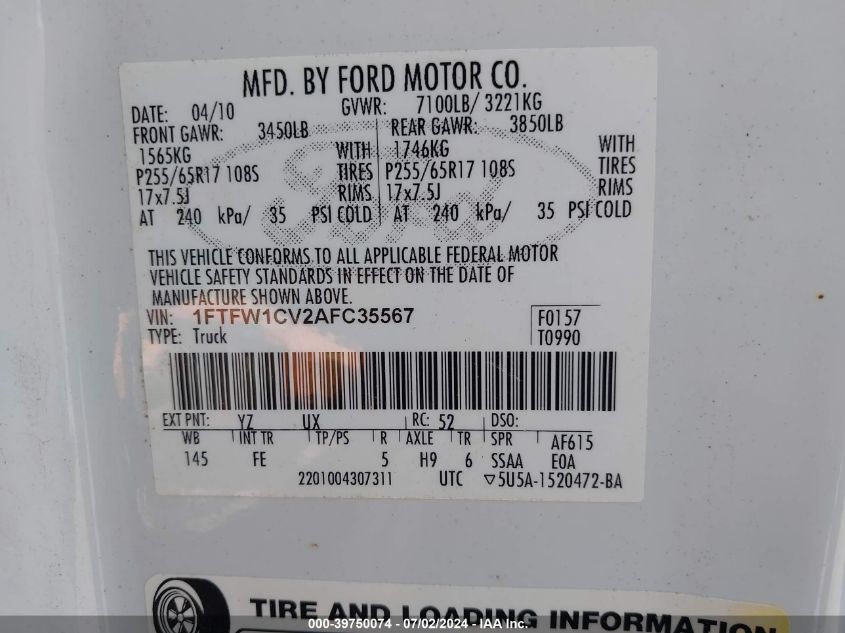 MFD. BY FORD MOTOR CO.
DATE: 04/10 GVWR: 7100LB/ 3221KG
FRONT GAWR: 3450LB REAR GAWR: 3850LB
1565KG WITH 1746KG WITH
P255/65R17 108S TIRES P255/65R17 108S TIRES
17x7.5J RIMS 17x7.5J RIMS
AT 240 kPa/ 35 PSI COLD AT 240 kPa/ 35 PSI COLD
Ford
THIS VEHICLE CONFORMS TO ALL APPLICABLE FEDERAL MOTOR
VEHICLE SAFETY STANDARDS IN EFFECT ON THE DATE OF
MANUFACTURE SHOWN ABOVE.
VIN: 1FTFW1CV2AFC35567 F0157
TYPE: Truck T0990
EXT PNT: YZ UX RC: 52 DSO:
WB INT TR TP/PS R AXLE TR SPR AF615
145 FE 5 H9 6 SSAA E0A
2201004307311 UTC ▽5U5A-1520472-BA
TIRE AND LOADING INFORMATION
000-39750074 - 07/02/2024 - IAA Inc.